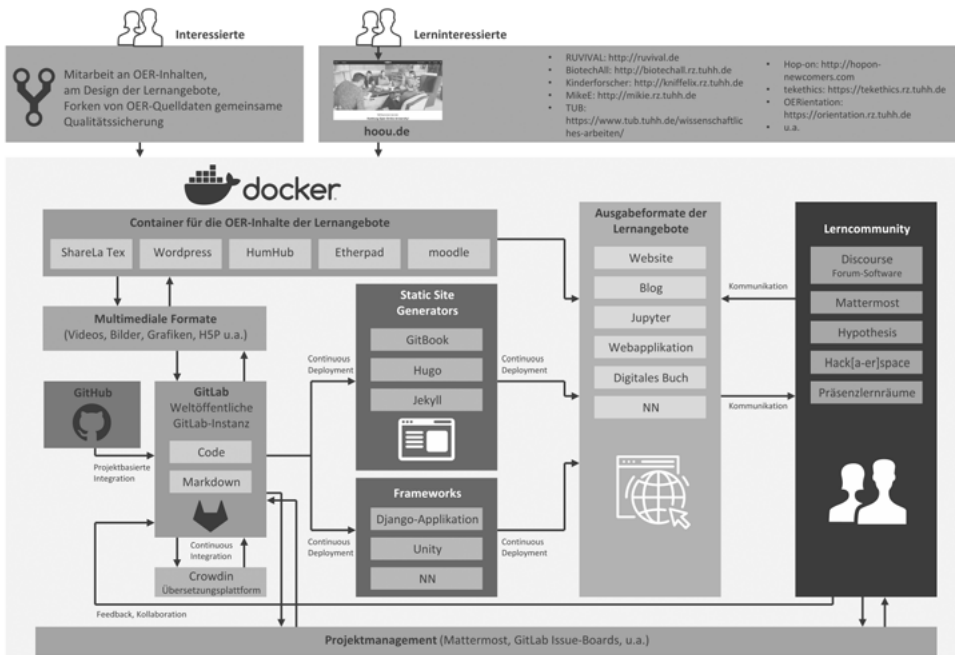 Interessierte
Mitarbeit an OER-Inhalten,
am Design der Lernangebote,
Forken von OER-Quelldaten gemeinsame
Qualitätssicherung
Lerninteressierte
hoou.de
• RUVIVAL: http://ruvival.de
• BiotechAll: http://biotechall.rz.tuhh.de
• Kinderforscher: http://kniffelix.rz.tuhh.de
• MikeE: http://mikie.rz.tuhh.de
• TUB:
https://www.tub.tuhh.de/wissenschaftlic
hes-arbeiten/
• Hop-on: http://hopon-
newcomers.com
• tekethics: https://tekethics.rz.tuhh.de
• OERientation:
https://orientation.rz.tuhh.de
• u.a.
docker
Container für die OER-Inhalte der Lernangebote
ShareLa Tex
Wordpress
HumHub
Etherpad
moodle
Multimediale Formate
(Videos, Bilder, Grafiken, H5P u.a.)
GitHub
Projektbasierte
Integration
GitLab
Weltöffentliche
GitLab-Instanz
Code
Markdown
Continuous
Integration
Crowdin
Übersetzungsplattform
Feedback, Kollaboration
Continuous
Deployment
Static Site
Generators
GitBook
Hugo
Jekyll
Continuous
Deployment
Continuous
Deployment
Frameworks
Django-Applikation
Unity
NN
Continuous
Deployment
Ausgabeformate der
Lernangebote
Website
Blog
Jupyter
Webapplikation
Digitales Buch
NN
Kommunikation
Kommunikation
Lerncommunity
Discourse
Forum-Software
Mattermost
Hypothesis
Hack[a-er]space
Präsenzlernräume
Projektmanagement (Mattermost, GitLab Issue-Boards, u.a.)